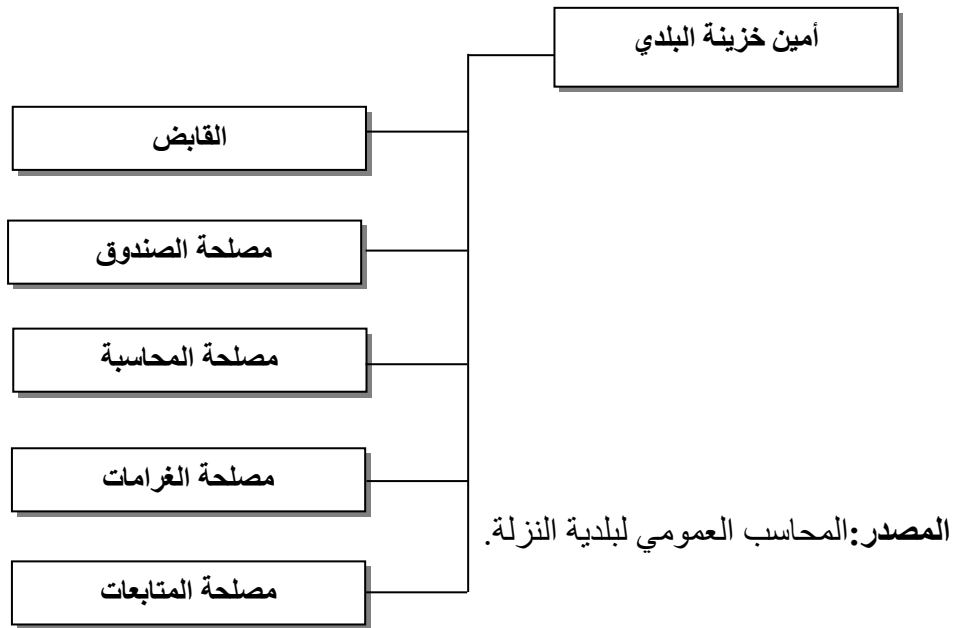 أمين خزينة البلدي
القابض
مصلحة الصندوق
مصلحة المحاسبة
مصلحة الغرامات
المصدر:المحاسب العمومي لبلدية النزلة.
مصلحة المتابعات